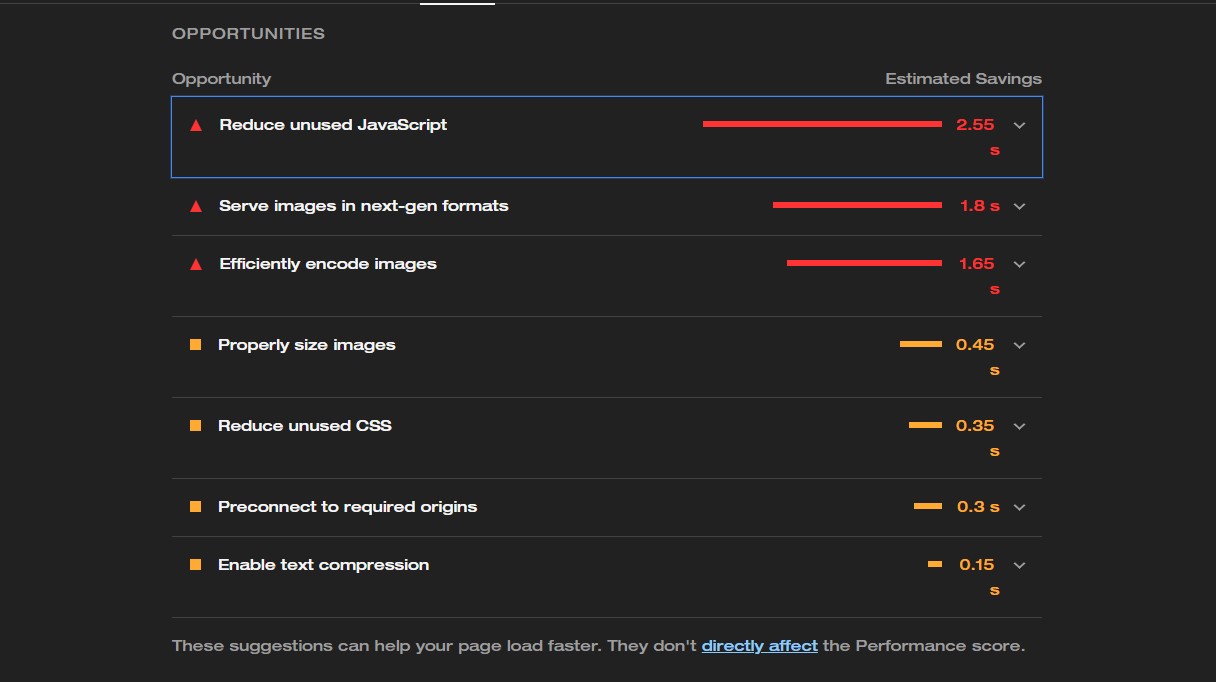 OPPORTUNITIES
Opportunity Estimated Savings
Reduce unused JavaScript 2.55
s
Serve images in next-gen formats 1.8 s
Efficiently encode images 1.65
s
Properly size images 0.45
s
Reduce unused CSS 0.35
s
Preconnect to required origins 0.3 s
Enable text compression 0.15
s
These suggestions can help your page load faster. They don't directly affect the Performance score.